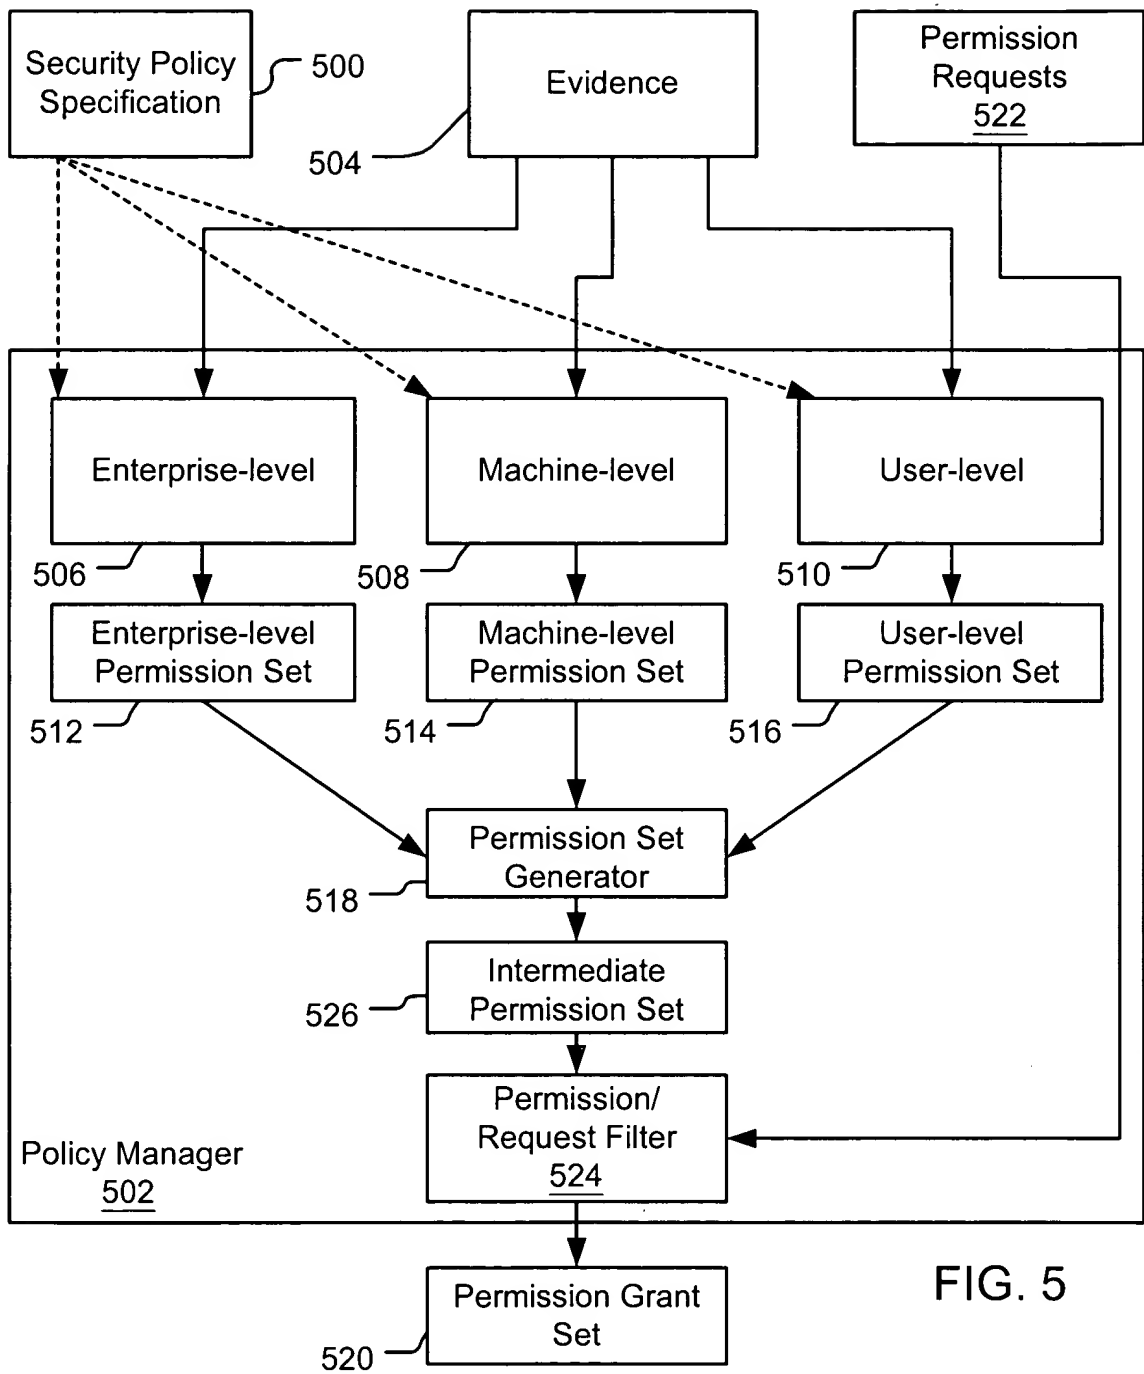 Security Policy
Specification
500
Evidence
504
Permission
Requests
522
Enterprise-level
506
Machine-level
508
User-level
510
Enterprise-level
Permission Set
512
Machine-level
Permission Set
514
User-level
Permission Set
516
Permission Set
Generator
518
Intermediate
Permission Set
526
Permission/
Request Filter
524
Policy Manager
502
Permission Grant
Set
520
FIG. 5